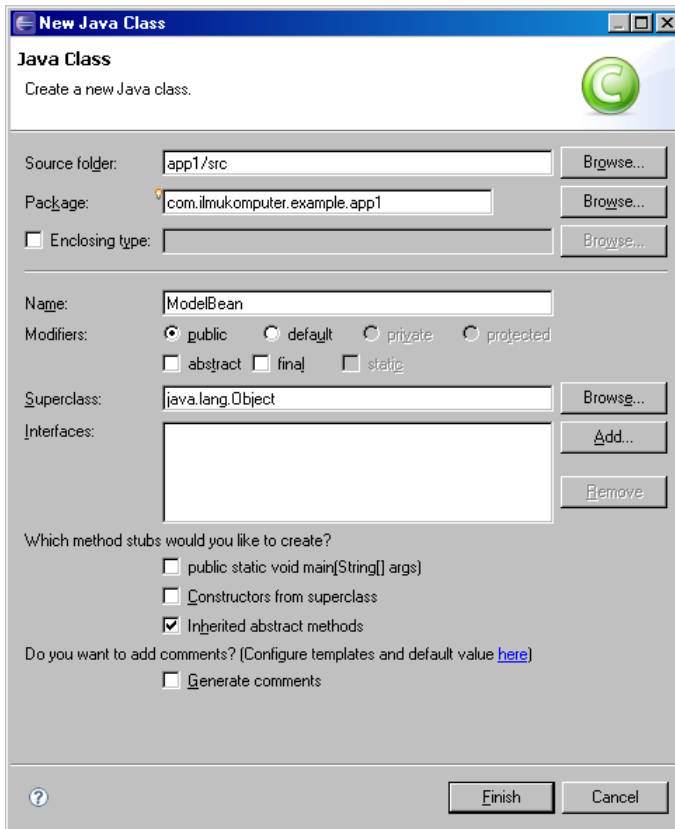 New Java Class
Java Class
Create a new Java class.
Source folder: app1/src Browse...
Package: com.ilmukomputer.example.app1 Browse...
Enclosing type: Browse...
Name: ModelBean
Modifiers: public default private protected
abstract final static
Superclass: java.lang.Object Browse...
Interfaces: Add...
Remove
Which method stubs would you like to create?
public static void main(String[] args)
Constructors from superclass
Inherited abstract methods
Do you want to add comments? (Configure templates and default value here)
Generate comments
? Finish Cancel